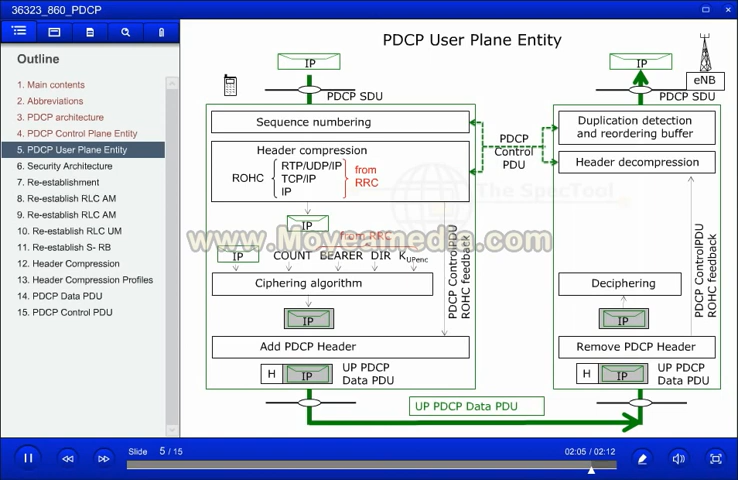 36323_860_PDCP
Outline
1. Main contents
2. Abbreviations
3. PDCP architecture
4. PDCP Control Plane Entity
5. PDCP User Plane Entity
6. Security Architecture
7. Re-establishment
8. Re-establish RLC AM
9. Re-establish RLC AM
10. Re-establish RLC UM
11. Re-establish S- RB
12. Header Compression
13. Header Compression Profiles
14. PDCP Data PDU
15. PDCP Control PDU
PDCP User Plane Entity
IP
PDCP SDU
Sequence numbering
Header compression
ROHC
RTP/UDP/IP
TCP/IP
IP
from
RRC
IP
from RRC
IP
COUNT BEARER DIR KUPenc
Ciphering algorithm
IP
Add PDCP Header
H
IP
UP PDCP
Data PDU
PDCP ControlPDU
ROHC feedback
PDCP
Control
PDU
IP
eNB
PDCP SDU
Duplication detection
and reordering buffer
Header decompression
Deciphering
IP
Remove PDCP Header
H
IP
UP PDCP
Data PDU
PDCP ControlPDU
ROHC feedback
UP PDCP Data PDU
The SpecTool
www.Moveamedia.com
Slide 5 / 15
02:05 / 02:12